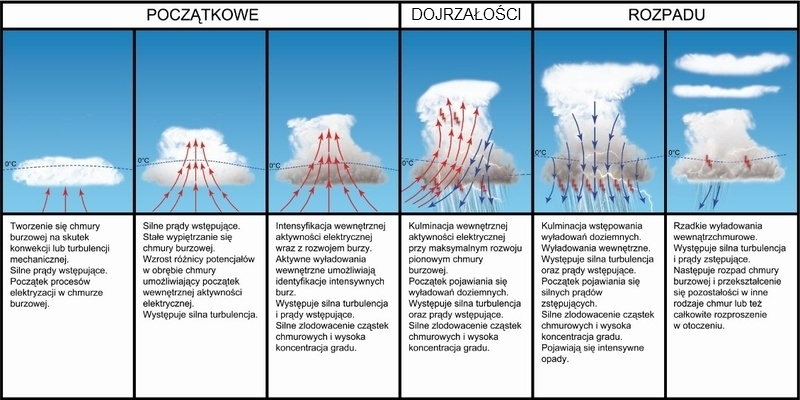 POCZĄTKOWE
DOJRZAŁOŚCI
ROZPADU
0°C
0°C
0°C
0°C
0°C
0°C
Tworzenie się chmury
burzowej na skutek
konwekcji lub turbulencji
mechanicznej.
Silne prądy wstępujące.
Początek procesów
elektryzacji w chmurze
burzowej.
Silne prądy wstępujące.
Stałe wypiętrzanie się
chmury burzowej.
Wzrost różnicy potencjałów
w obrębie chmury
umożliwiający początek
wewnętrznej aktywności
elektrycznej.
Występuje silna turbulencja.
Intensyfikacja wewnętrznej
aktywności elektrycznej
wraz z rozwojem burzy.
Aktywne wyładowania
wewnętrzne umożliwiają
identyfikacje intensywnych
burz.
Występuje silna turbulencja
i prądy wstępujące.
Silne zlodowacenie cząstek
chmurowych i wysoka
koncentracja gradu.
Kulminacja wewnętrznej
aktywności elektrycznej
przy maksymalnym rozwoju
pionowym chmury
burzowej.
Początek pojawiania się
wyładowań doziemnych.
Występuje silna turbulencja
oraz prądy wstępujące.
Silne zlodowacenie cząstek
chmurowych i wysoka
koncentracja gradu.
Kulminacja wstępowania
wyładowań doziemnych.
Wyładowania wewnętrzne.
Występuje silna turbulencja
oraz prądy wstępujące.
Początek pojawiania się
silnych prądów
zstępujących.
Silne zlodowacenie cząstek
chmurowych i wysoka
koncentracja gradu.
Pojawiają się intensywne
opady.
Rzadkie wyładowania
wewnątrzchmurowe.
Występuje silna turbulencja
i prądy zstępujące.
Następuje rozpad chmury
burzowej i przekształcenie
się pozostałości w inne
rodzaje chmur lub też
całkowite rozproszenie
w otoczeniu.